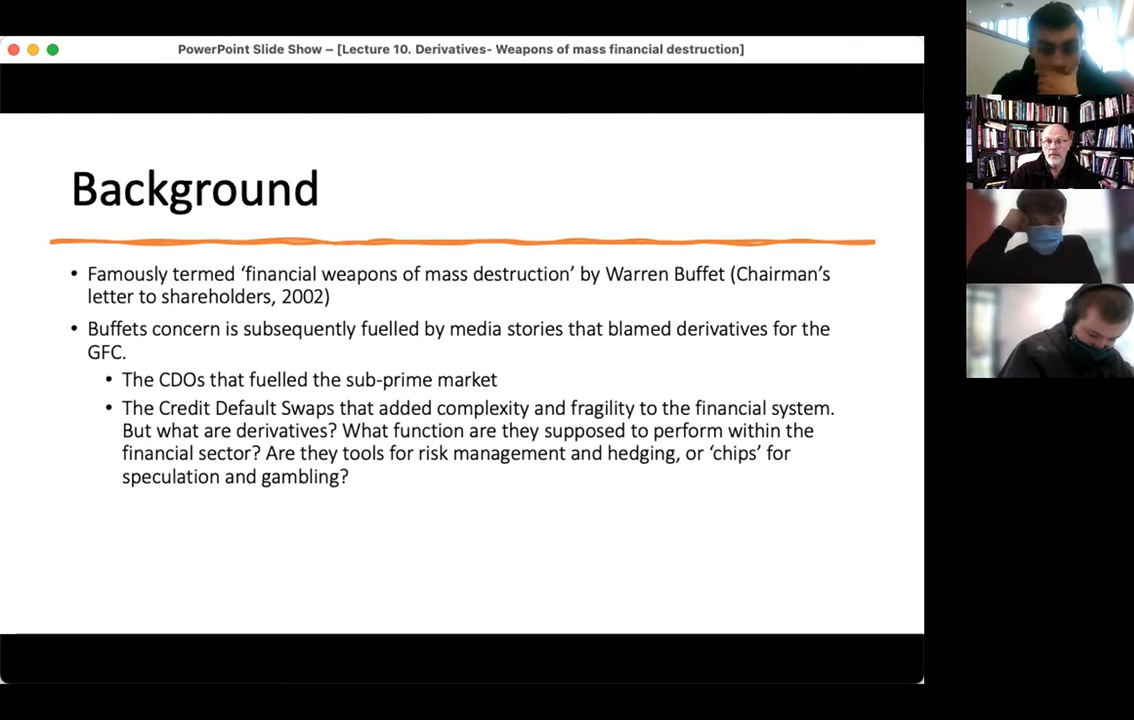 PowerPoint Slide Show – [Lecture 10. Derivatives- Weapons of mass financial destruction]
Background
• Famously termed ‘financial weapons of mass destruction’ by Warren Buffet (Chairman’s
letter to shareholders, 2002)
• Buffets concern is subsequently fuelled by media stories that blamed derivatives for the
GFC.
• The CDOs that fuelled the sub-prime market
• The Credit Default Swaps that added complexity and fragility to the financial system.
But what are derivatives? What function are they supposed to perform within the
financial sector? Are they tools for risk management and hedging, or ‘chips’ for
speculation and gambling?